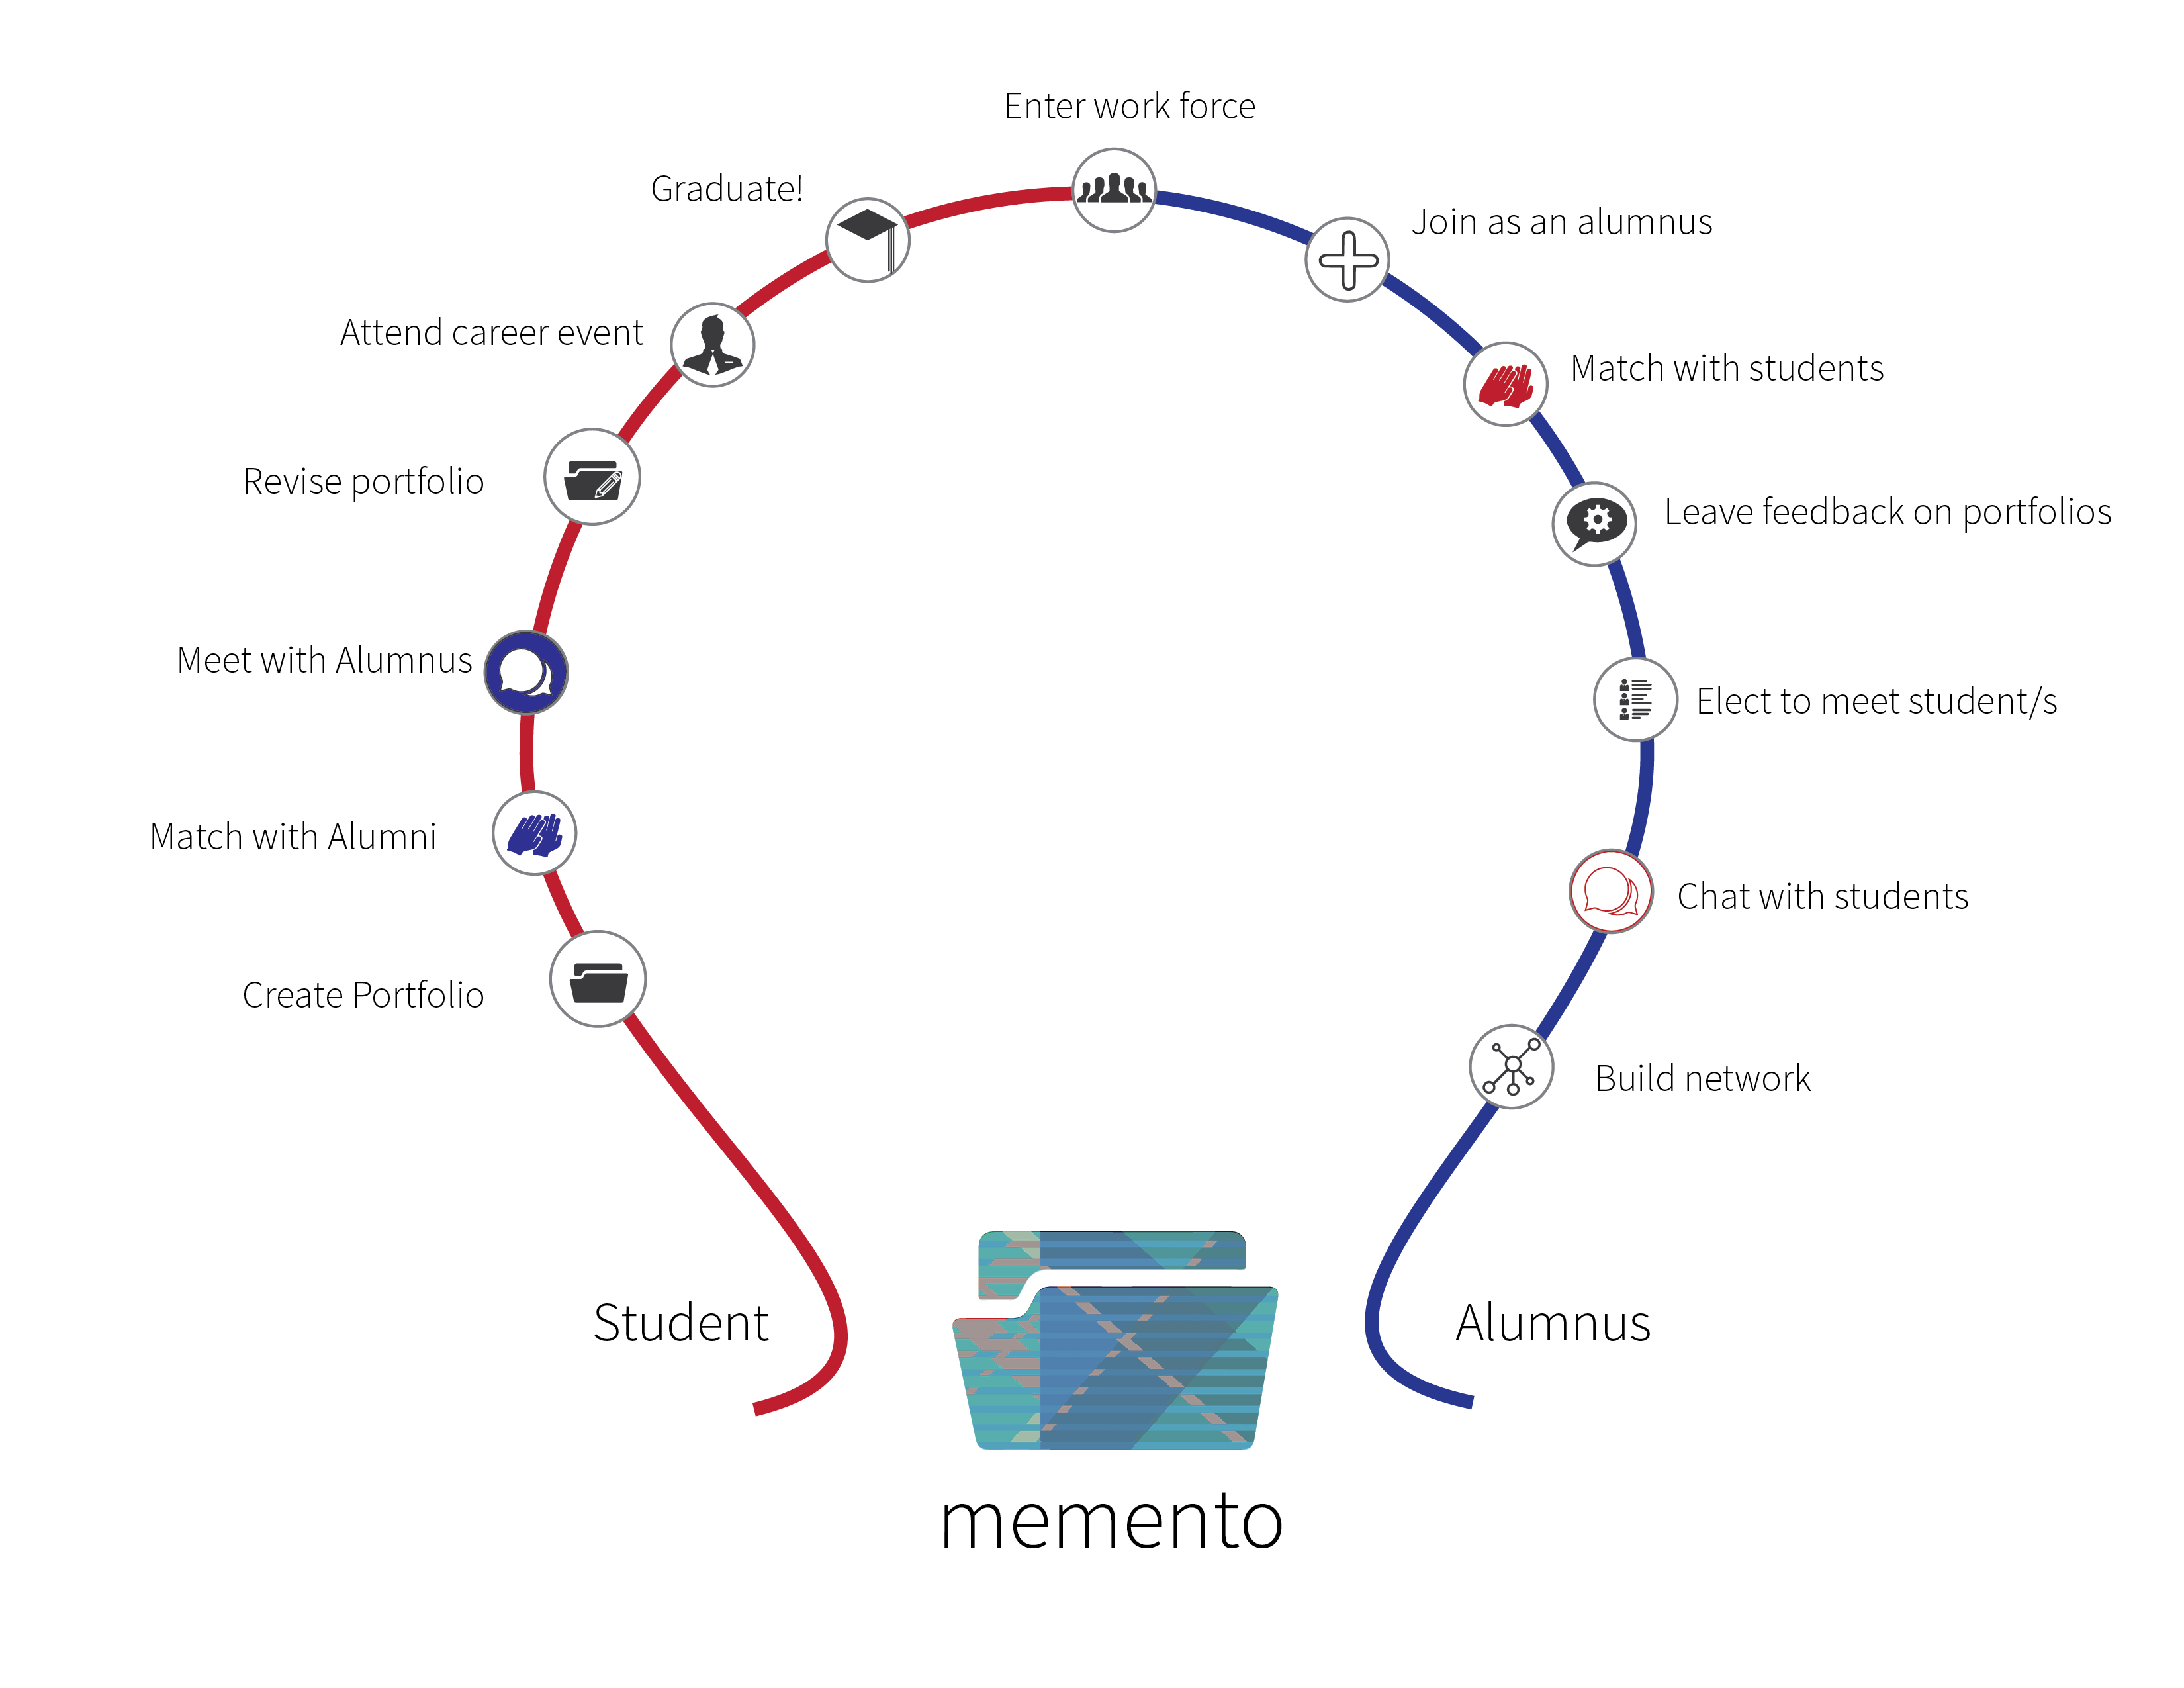 Enter work force
Graduate!
Join as an alumnus
Attend career event
Match with students
Revise portfolio
Leave feedback on portfolios
Meet with Alumnus
Elect to meet student/s
Match with Alumni
Chat with students
Create Portfolio
Build network
Student
Alumnus
memento